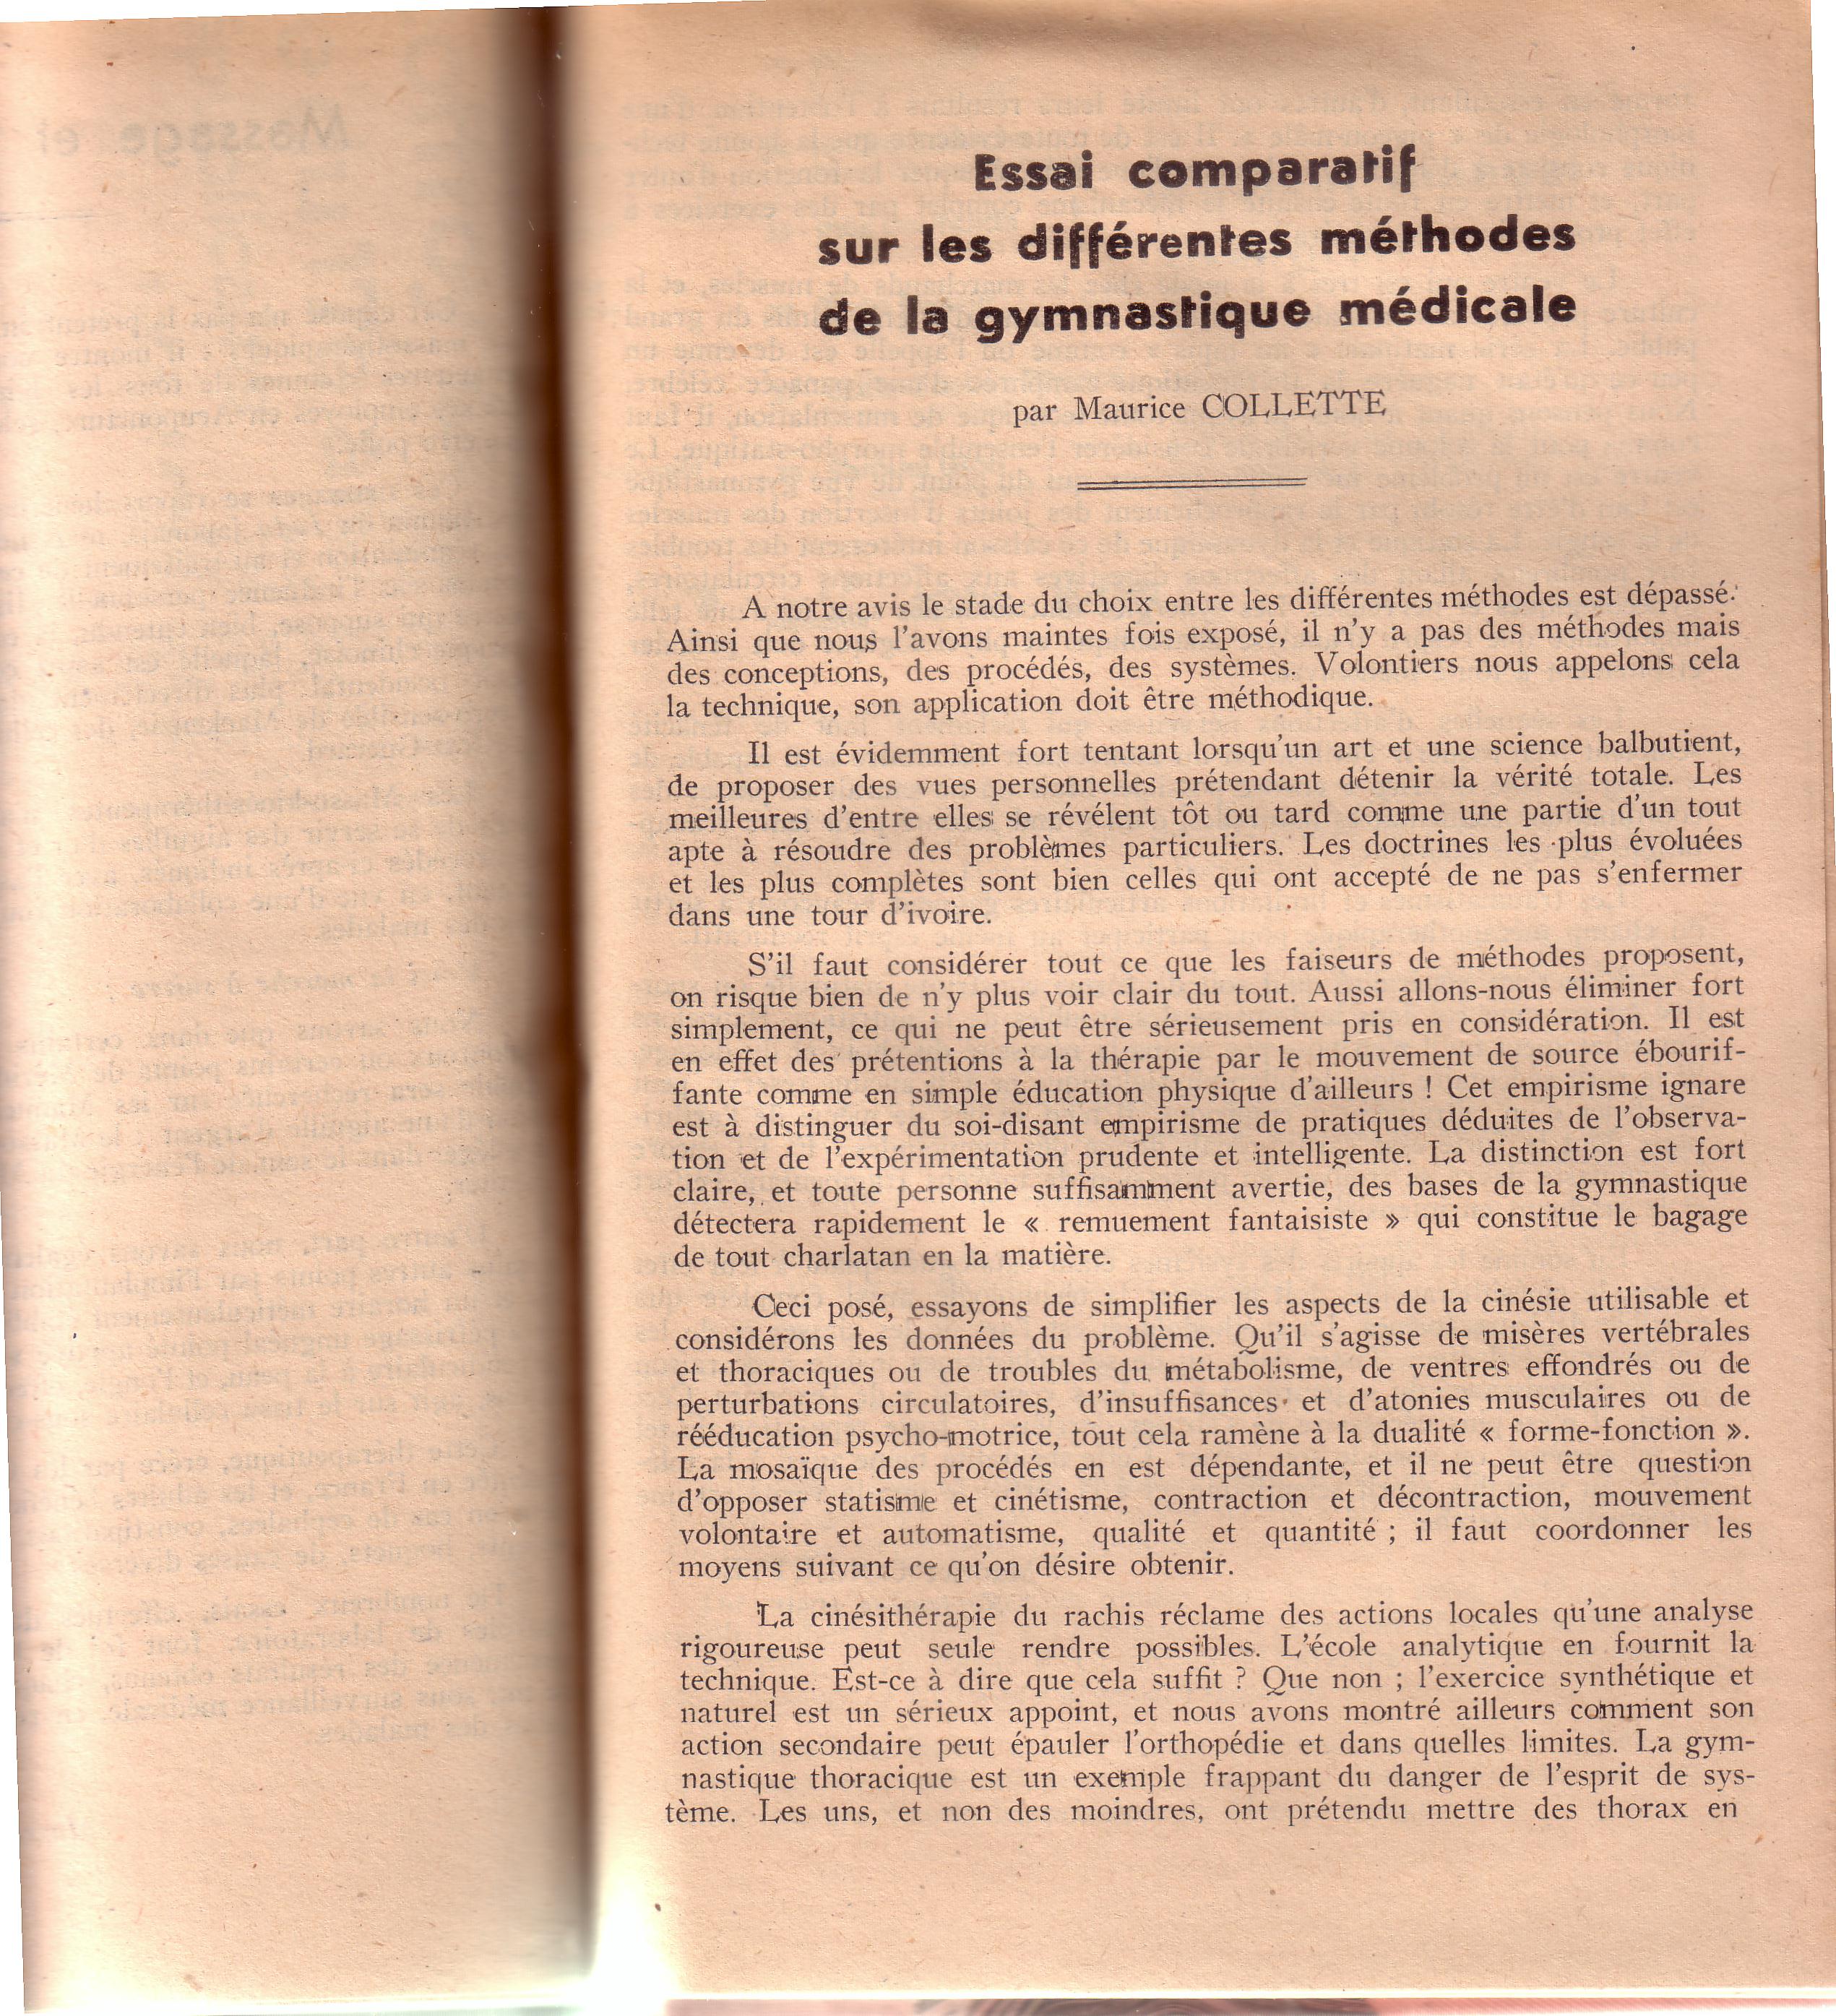 Essai comparatif
sur les différentes méthodes
de la gymnastique médicale
par Maurice COLLETTE
A notre avis le stade du choix entre les différentes méthodes est dépassé.
Ainsi que nous l'avons maintes fois exposé, il n'y a pas des méthodes mais
des conceptions, des procédés, des systèmes. Volontiers nous appelons cela
la technique, son application doit être méthodique.
Il est évidemment fort tentant lorsqu'un art et une science balbutient,
de proposer des vues personnelles prétendant détenir la vérité totale. Les
meilleures d'entre elles se révélent tôt ou tard comme une partie d'un tout
apte à résoudre des problèmes particuliers. Les doctrines les plus évoluées
et les plus complètes sont bien celles qui ont accepté de ne pas s'enfermer
dans une tour d'ivoire.
S'il faut considérer tout ce que les faiseurs de méthodes proposent,
on risque bien de n'y plus voir clair du tout. Aussi allons-nous éliminer fort
simplement, ce qui ne peut être sérieusement pris en considération. Il est
en effet des prétentions à la thérapie par le mouvement de source ébourif-
fante comme en simple éducation physique d'ailleurs ! Cet empirisme ignare
est à distinguer du soi-disant empirisme de pratiques déduites de l'observa-
tion et de l'expérimentation prudente et intelligente. La distinction est fort
claire, et toute personne suffisamment avertie, des bases de la gymnastique
détectera rapidement le « remuement fantaisiste » qui constitue le bagage
de tout charlatan en la matière.
Ceci posé, essayons de simplifier les aspects de la cinésie utilisable et
considérons les données du problème. Qu'il s'agisse de misères vertébrales
et thoraciques ou de troubles du métabolisme, de ventres effondrés ou de
perturbations circulatoires, d'insuffisances et d'atonies musculaires ou de
rééducation psycho-motrice, tout cela ramène à la dualité « forme-fonction ».
La mosaïque des procédés en est dépendante, et il ne peut être question
d'opposer statisme et cinétisme, contraction et décontraction, mouvement
volontaire et automatisme, qualité et quantité ; il faut coordonner les
moyens suivant ce qu'on désire obtenir.
La cinésithérapie du rachis réclame des actions locales qu'une analyse
rigoureuse peut seule rendre possibles. L'école analytique en fournit la
technique. Est-ce à dire que cela suffit ? Que non ; l'exercice synthétique et
naturel est un sérieux appoint, et nous avons montré ailleurs comment son
action secondaire peut épauler l'orthopédie et dans quelles limites. La gym-
nastique thoracique est un exemple frappant du danger de l'esprit de sys-
tème. Les uns, et non des moindres, ont prétendu mettre des thorax en